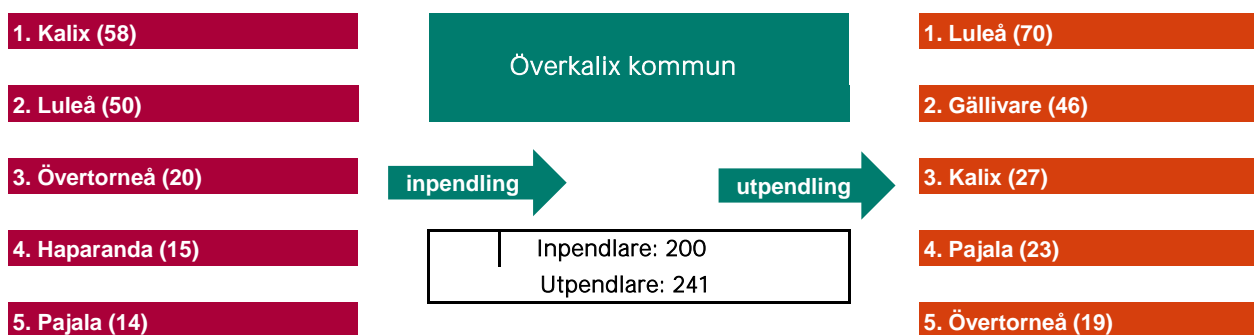 1. Kalix (58)
2. Luleå (50)
3. Övertorneå (20)
4. Haparanda (15)
5. Pajala (14)
Överkalix kommun
inpendling
utpendling
Inpendlare: 200
Utpendlare: 241
1. Luleå (70)
2. Gällivare (46)
3. Kalix (27)
4. Pajala (23)
5. Övertorneå (19)